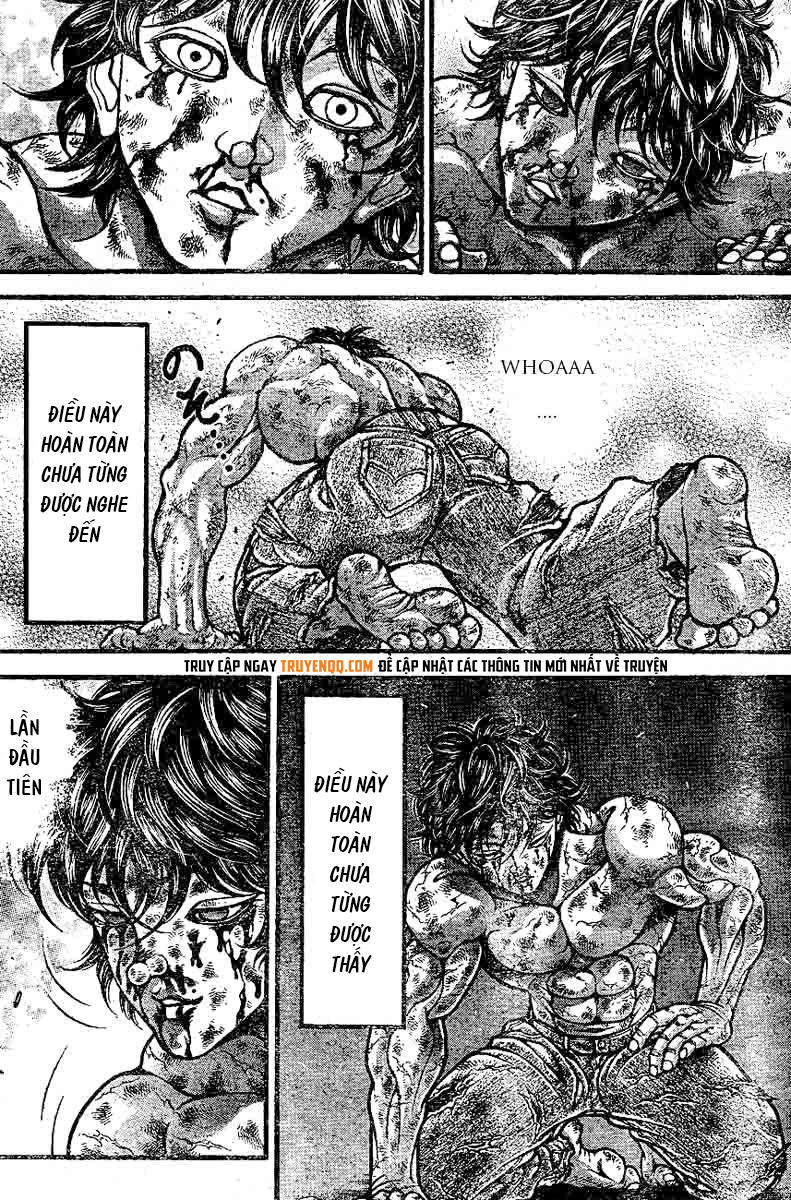 WHOAAA
....
ĐIỀU NÀY
HOÀN TOÀN
CHƯA TỪNG
ĐƯỢC NGHE
ĐẾN
TRUY CẬP NGAY TRUYENQQ.COM ĐỂ CẬP NHẬT CÁC THÔNG TIN MỚI NHẤT VỀ TRUYỆN
LẦN
ĐẦU
TIÊN
ĐIỀU NÀY
HOÀN
TOÀN
CHƯA
TỪNG
ĐƯỢC
THẤY